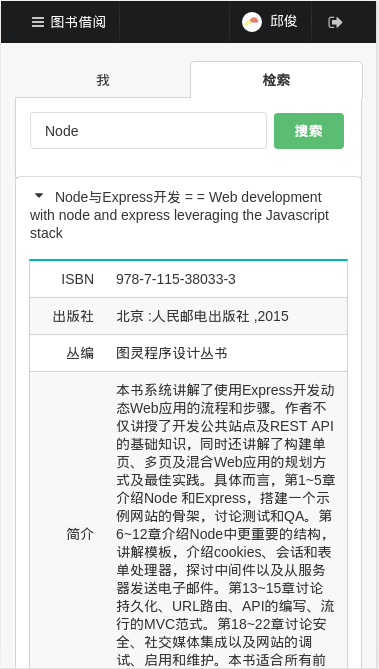 图书借阅 邱俊
我 检索
Node 搜索
Node与Express开发 = = Web development
with node and express leveraging the Javascript
stack
ISBN 978-7-115-38033-3
出版社 北京 :人民邮电出版社 ,2015
丛编 图灵程序设计丛书
本书系统讲解了使用Express开发动
态Web应用的流程和步骤。作者不
仅讲授了开发公共站点及REST API
的基础知识，同时还讲解了构建单
页、多页及混合Web应用的规划方
式及最佳实践。具体而言，第1~5章
介绍Node 和Express，搭建一个示
例网站的骨架，讨论测试和QA。第
简介 6~12章介绍Node中更重要的结构，
讲解模板，介绍cookies、会话和表
单处理器，探讨中间件以及从服务
器发送电子邮件。第13~15章讨论
持久化、URL路由、API的编写、流
行的MVC范式。第18~22章讨论安
全、社交媒体集成以及网站的调
试、启用和维护。本书适合所有前